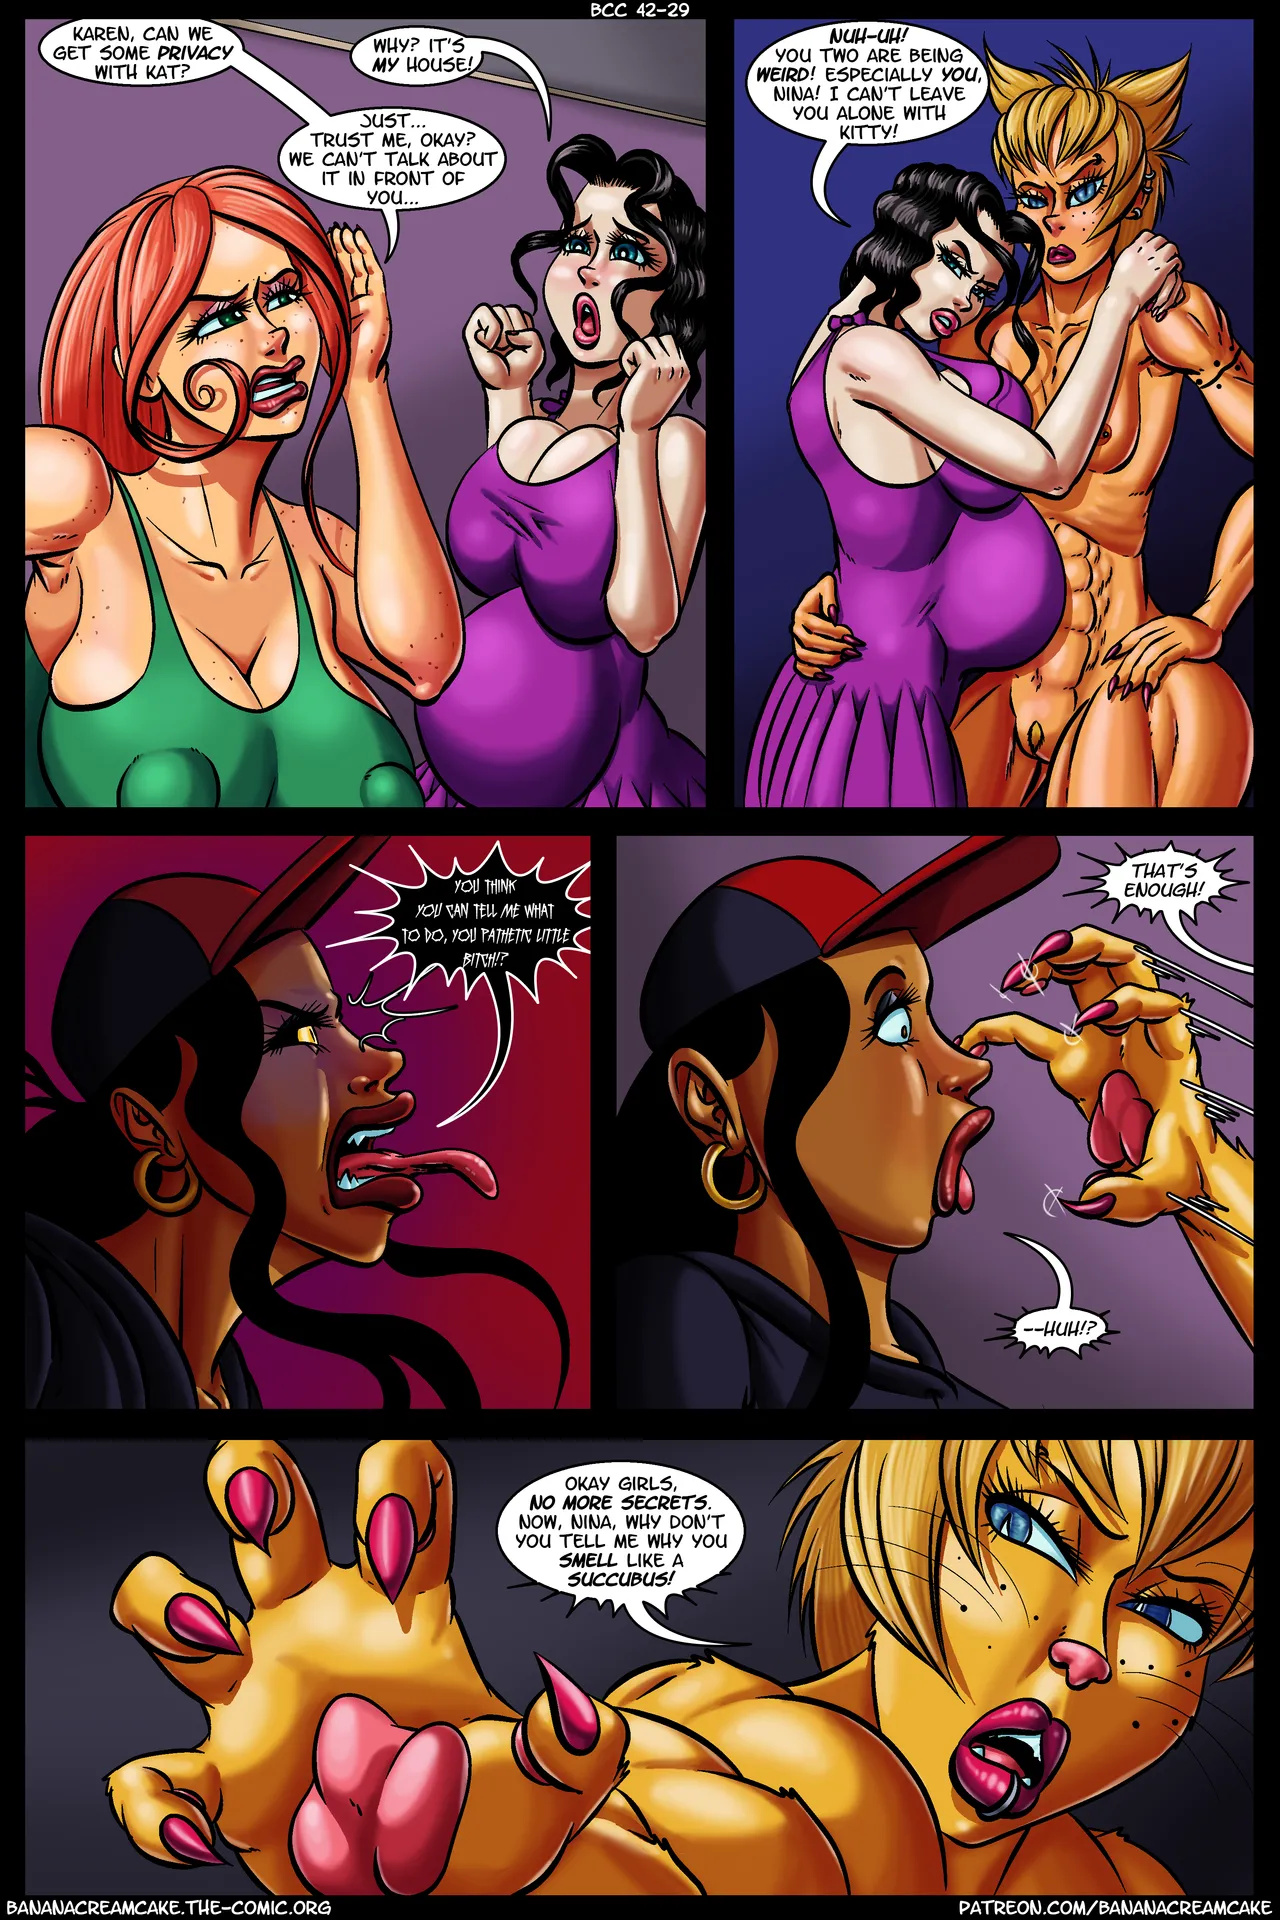 BCC 42-29
KAREN, CAN WE
GET SOME PRIVACY
WITH KAT?
WHY? IT'S
MY HOUSE!
JUST...
TRUST ME, OKAY?
WE CAN'T TALK ABOUT
IT IN FRONT OF
YOU...
NUH-UH!
YOU TWO ARE BEING
WEIRD! ESPECIALLY YOU,
NINA! I CAN'T LEAVE
YOU ALONE WITH
KITTY!
YOU THINK
YOU CAN TELL ME WHAT
TO DO, YOU PATHETIC LITTLE
BITCH!?
THAT'S
ENOUGH!
--HUH!?
OKAY GIRLS,
NO MORE SECRETS.
NOW, NINA, WHY DON'T
YOU TELL ME WHY YOU
SMELL LIKE A
SUCCUBUS!
BANANACREAMCAKE.THE-COMIC.ORG
PATREON.COM/BANANACREAMCAKE